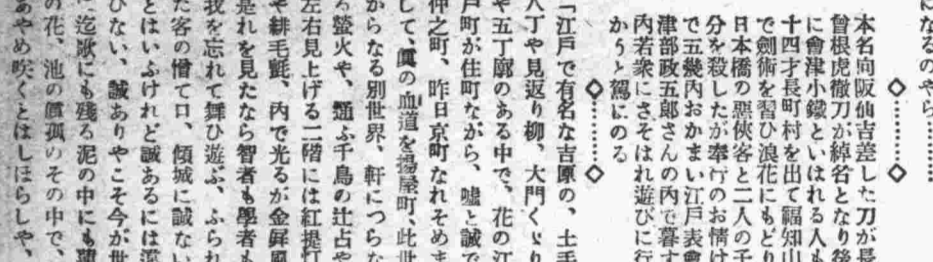 になるのやら……
◇………◇
本名向阪仙吉差した刀が長
曾根虎徹刀が綽名となり後
に會津小鐵といはれる人も
十四才長町村を出て福知山
で劍術を習ひ浪花にもどり
日本橋の惡俠客と二人の子
分を殺したが奉行のお情け
で五幾內おかまい江戸表會
津部政五郎さんの內で暮す
內若衆にさそはれ遊びに行
かうと駕にのる
◇………◇
「江戸で有名な吉原の、土手
八丁や見返り柳、大門くゞり
や五丁廓のある中で、花の江
戸町が住町ながら、嘘と誠で
仲之町、昨日京町なれそめま
して、眞の血道を揚屋町、此世
からなる別世界、軒につらな
る螢火や、通ふ千鳥の辻占や
左右見上げる二階には紅提灯
や緋毛氈、內で光るが金屛風
是れを見たなら智者も學者も
我を忘れて舞ひ遊ぶ、ふられ
た客の憎て口、傾城に誠ない
とはいふけれど誠あるには深
ひない、誠ありやこそ今が世
に迄歌にも殘る泥の中にも蓮
の花、池の眞孤のその中で、
あやめ咲くとはしほらしや、